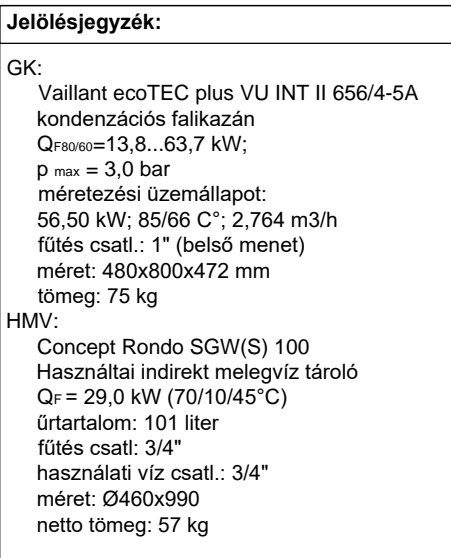 Jelölésjegyzék:
GK:
Vaillant ecoTEC plus VU INT II 656/4-5A
kondenzációs falikazán
QF80/60=13,8...63,7 kW;
p max = 3,0 bar
méretezési üzemállapot:
56,50 kW; 85/66 C°; 2,764 m3/h
fűtés csatl.: 1" (belső menet)
méret: 480x800x472 mm
tömeg: 75 kg
HMV:
Concept Rondo SGW(S) 100
Használtai indirekt melegvíz tároló
QF = 29,0 kW (70/10/45°C)
űrtartalom: 101 liter
fűtés csatl: 3/4"
használati víz csatl.: 3/4"
méret: Ø460x990
netto tömeg: 57 kg